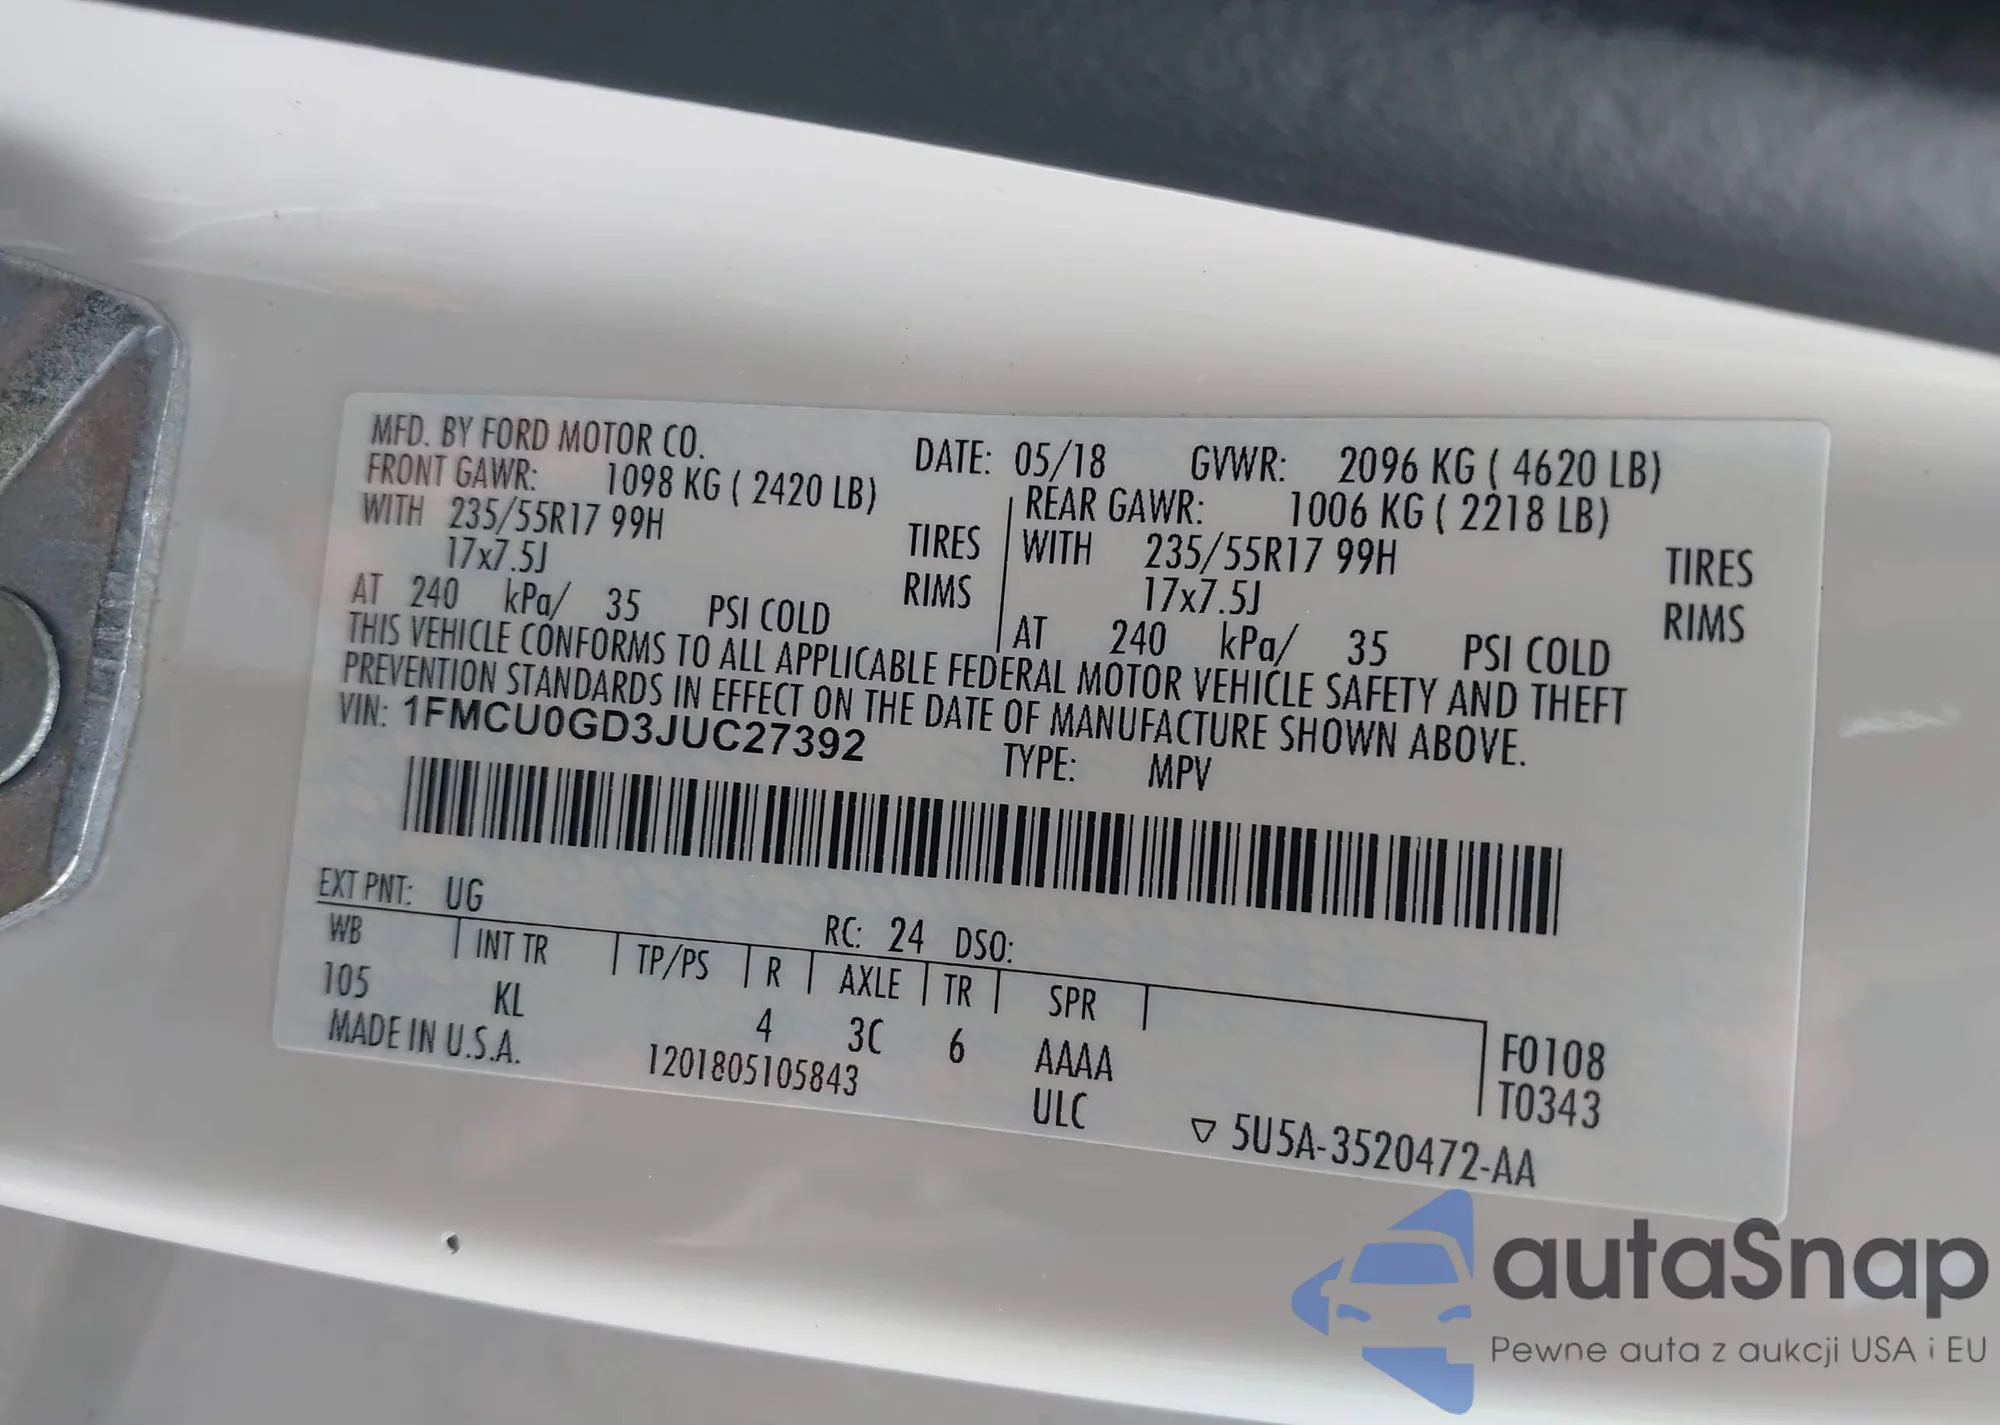 MFD. BY FORD MOTOR CO. DATE: 05/18 GVWR: 2096 KG ( 4620 LB)
FRONT GAWR: 1098 KG ( 2420 LB) REAR GAWR: 1006 KG ( 2218 LB)
WITH 235/55R17 99H TIRES WITH 235/55R17 99H TIRES
17x7.5J RIMS 17x7.5J RIMS
AT 240 kPa/ 35 PSI COLD AT 240 kPa/ 35 PSI COLD
THIS VEHICLE CONFORMS TO ALL APPLICABLE FEDERAL MOTOR VEHICLE SAFETY AND THEFT
PREVENTION STANDARDS IN EFFECT ON THE DATE OF MANUFACTURE SHOWN ABOVE.
VIN: 1FMCU0GD3JUC27392 TYPE: MPV
EXT PNT: UG RC: 24 DSO:
WB INT TR TP/PS R AXLE TR SPR
105 KL 4 3C 6 AAAA F0108
MADE IN U.S.A. 1201805105843 ULC T0343
▽ 5U5A-3520472-AA
autaSnap
Pewne auta z aukcji USA i EU